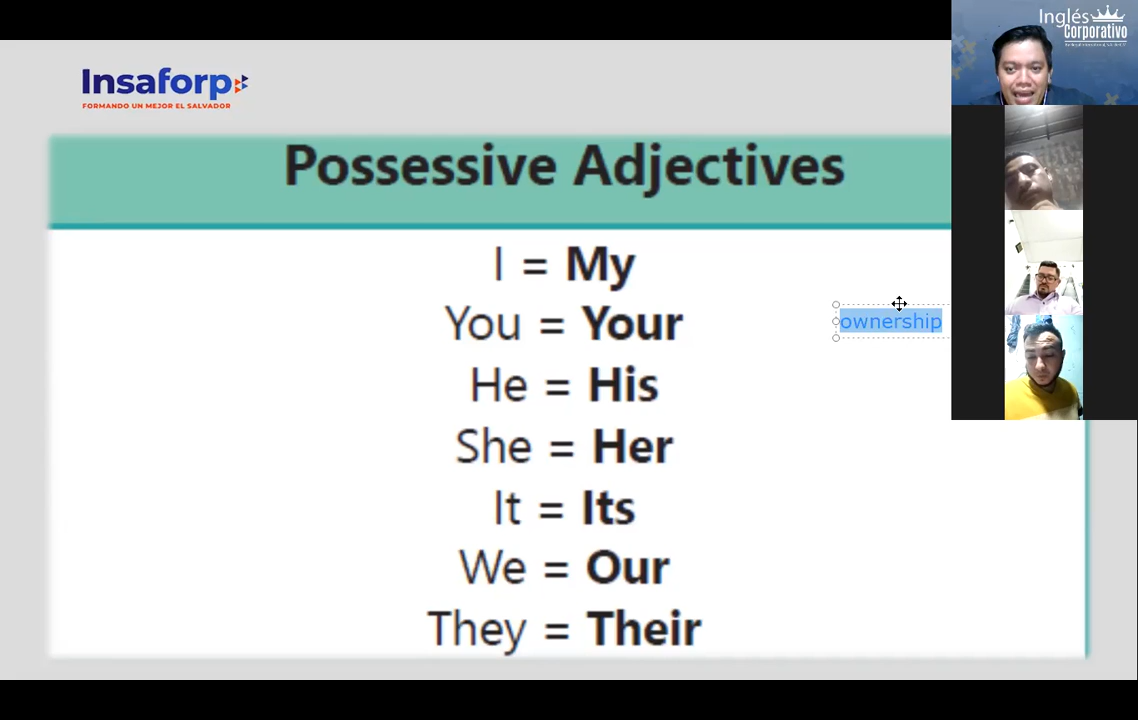 Inglés
Corporativo
Insaforp
FORMANDO UN MEJOR EL SALVADOR
Possessive Adjectives
I = My
You = Your
ownership
He = His
She = Her
It = Its
We = Our
They = Their